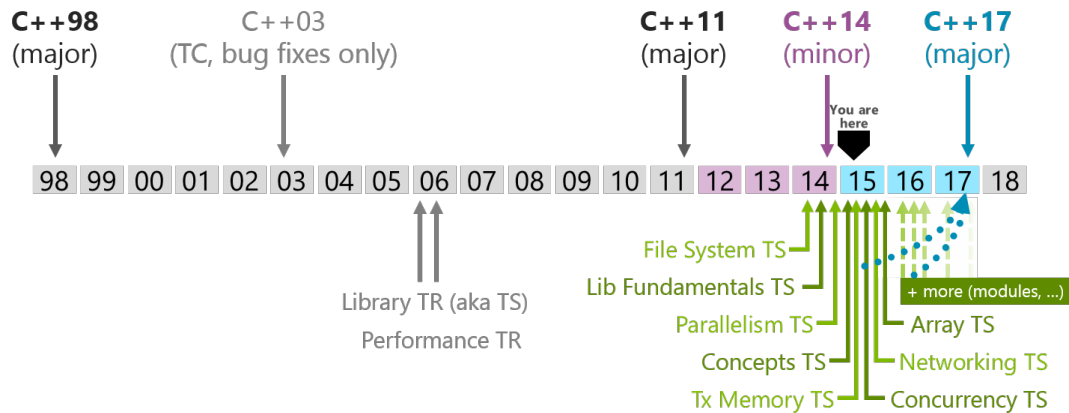 C++98
(major)
C++03
(TC, bug fixes only)
C++11
(major)
C++14
(minor)
C++17
(major)
You are
here
98 99 00 01 02 03 04 05 06 07 08 09 10 11 12 13 14 15 16 17 18
File System TS
Lib Fundamentals TS
+ more (modules, ...)
Library TR (aka TS)
Parallelism TS
Array TS
Performance TR
Concepts TS
Networking TS
Tx Memory TS
Concurrency TS